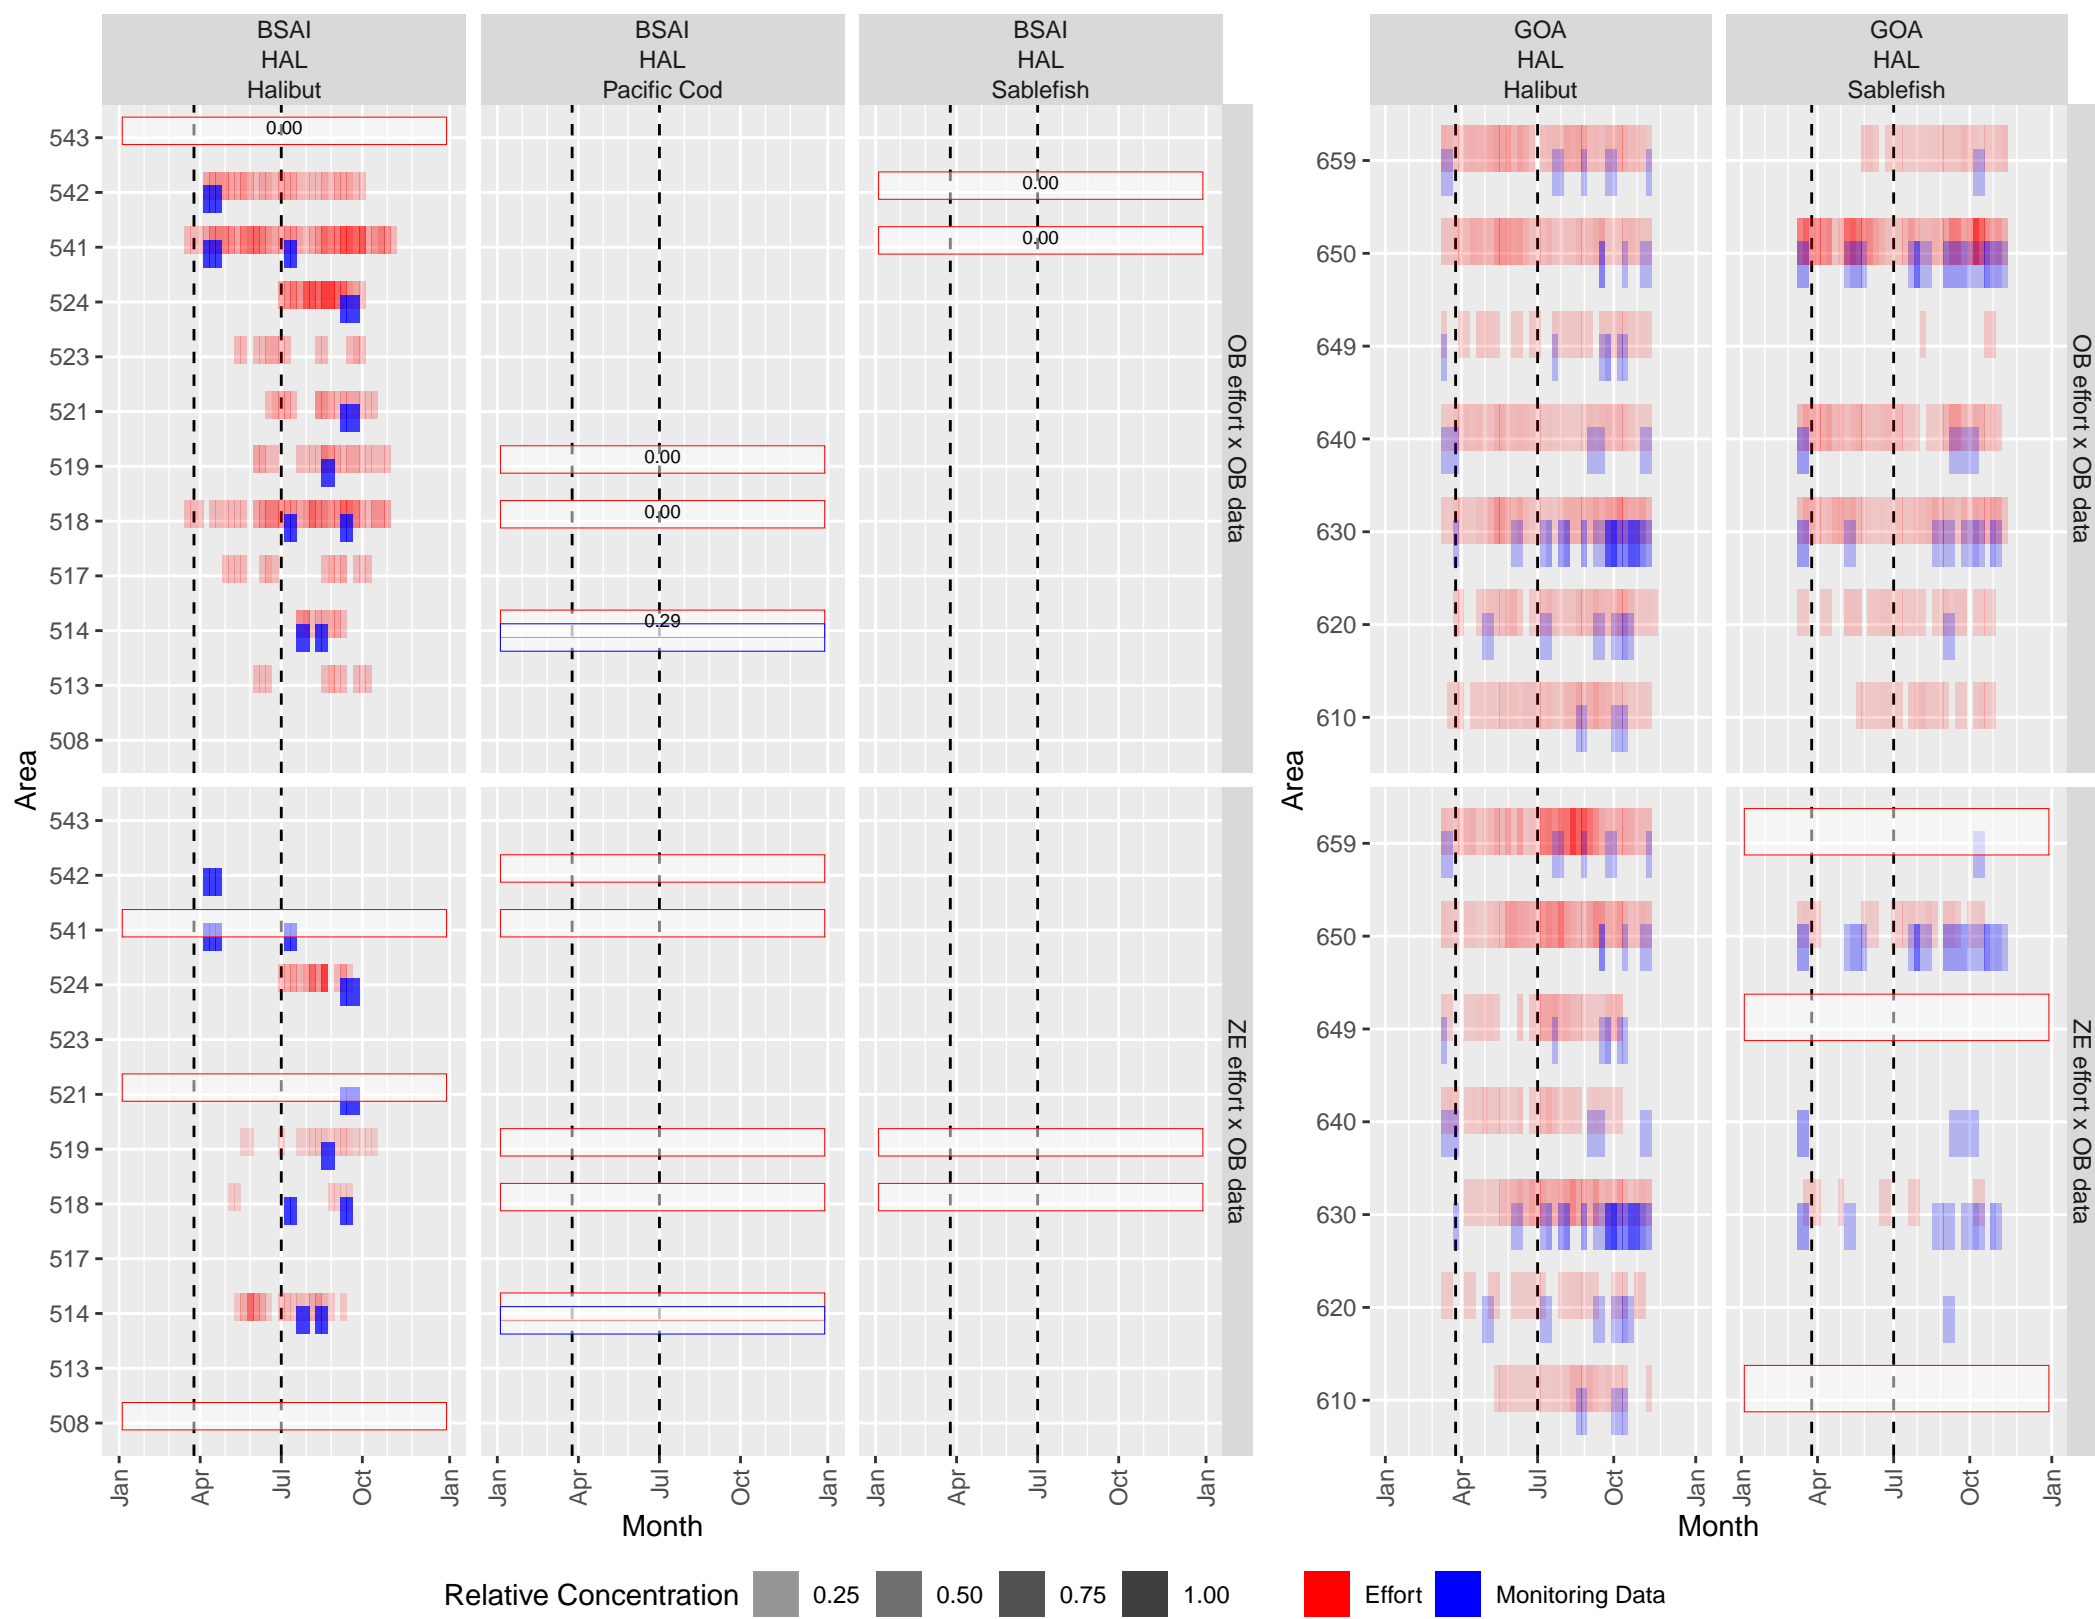 BSAI
HAL
Halibut
BSAI
HAL
Pacific Cod
BSAI
HAL
Sablefish
GOA
HAL
Halibut
GOA
HAL
Sablefish
Area
543
542
541
524
523
521
519
518
517
514
513
508
0.00
0.00
0.00
0.00
0.00
0.29
OB effort x OB data
543
542
541
524
523
521
519
518
517
514
513
508
ZE effort x OB data
Jan
Apr
Jul
Oct
Jan
Jan
Apr
Jul
Oct
Jan
Jan
Apr
Jul
Oct
Jan
Month
Area
659
650
649
640
630
620
610
OB effort x OB data
659
650
649
640
630
620
610
ZE effort x OB data
Jan
Apr
Jul
Oct
Jan
Jan
Apr
Jul
Oct
Jan
Month
Relative Concentration 0.25 0.50 0.75 1.00 Effort Monitoring Data